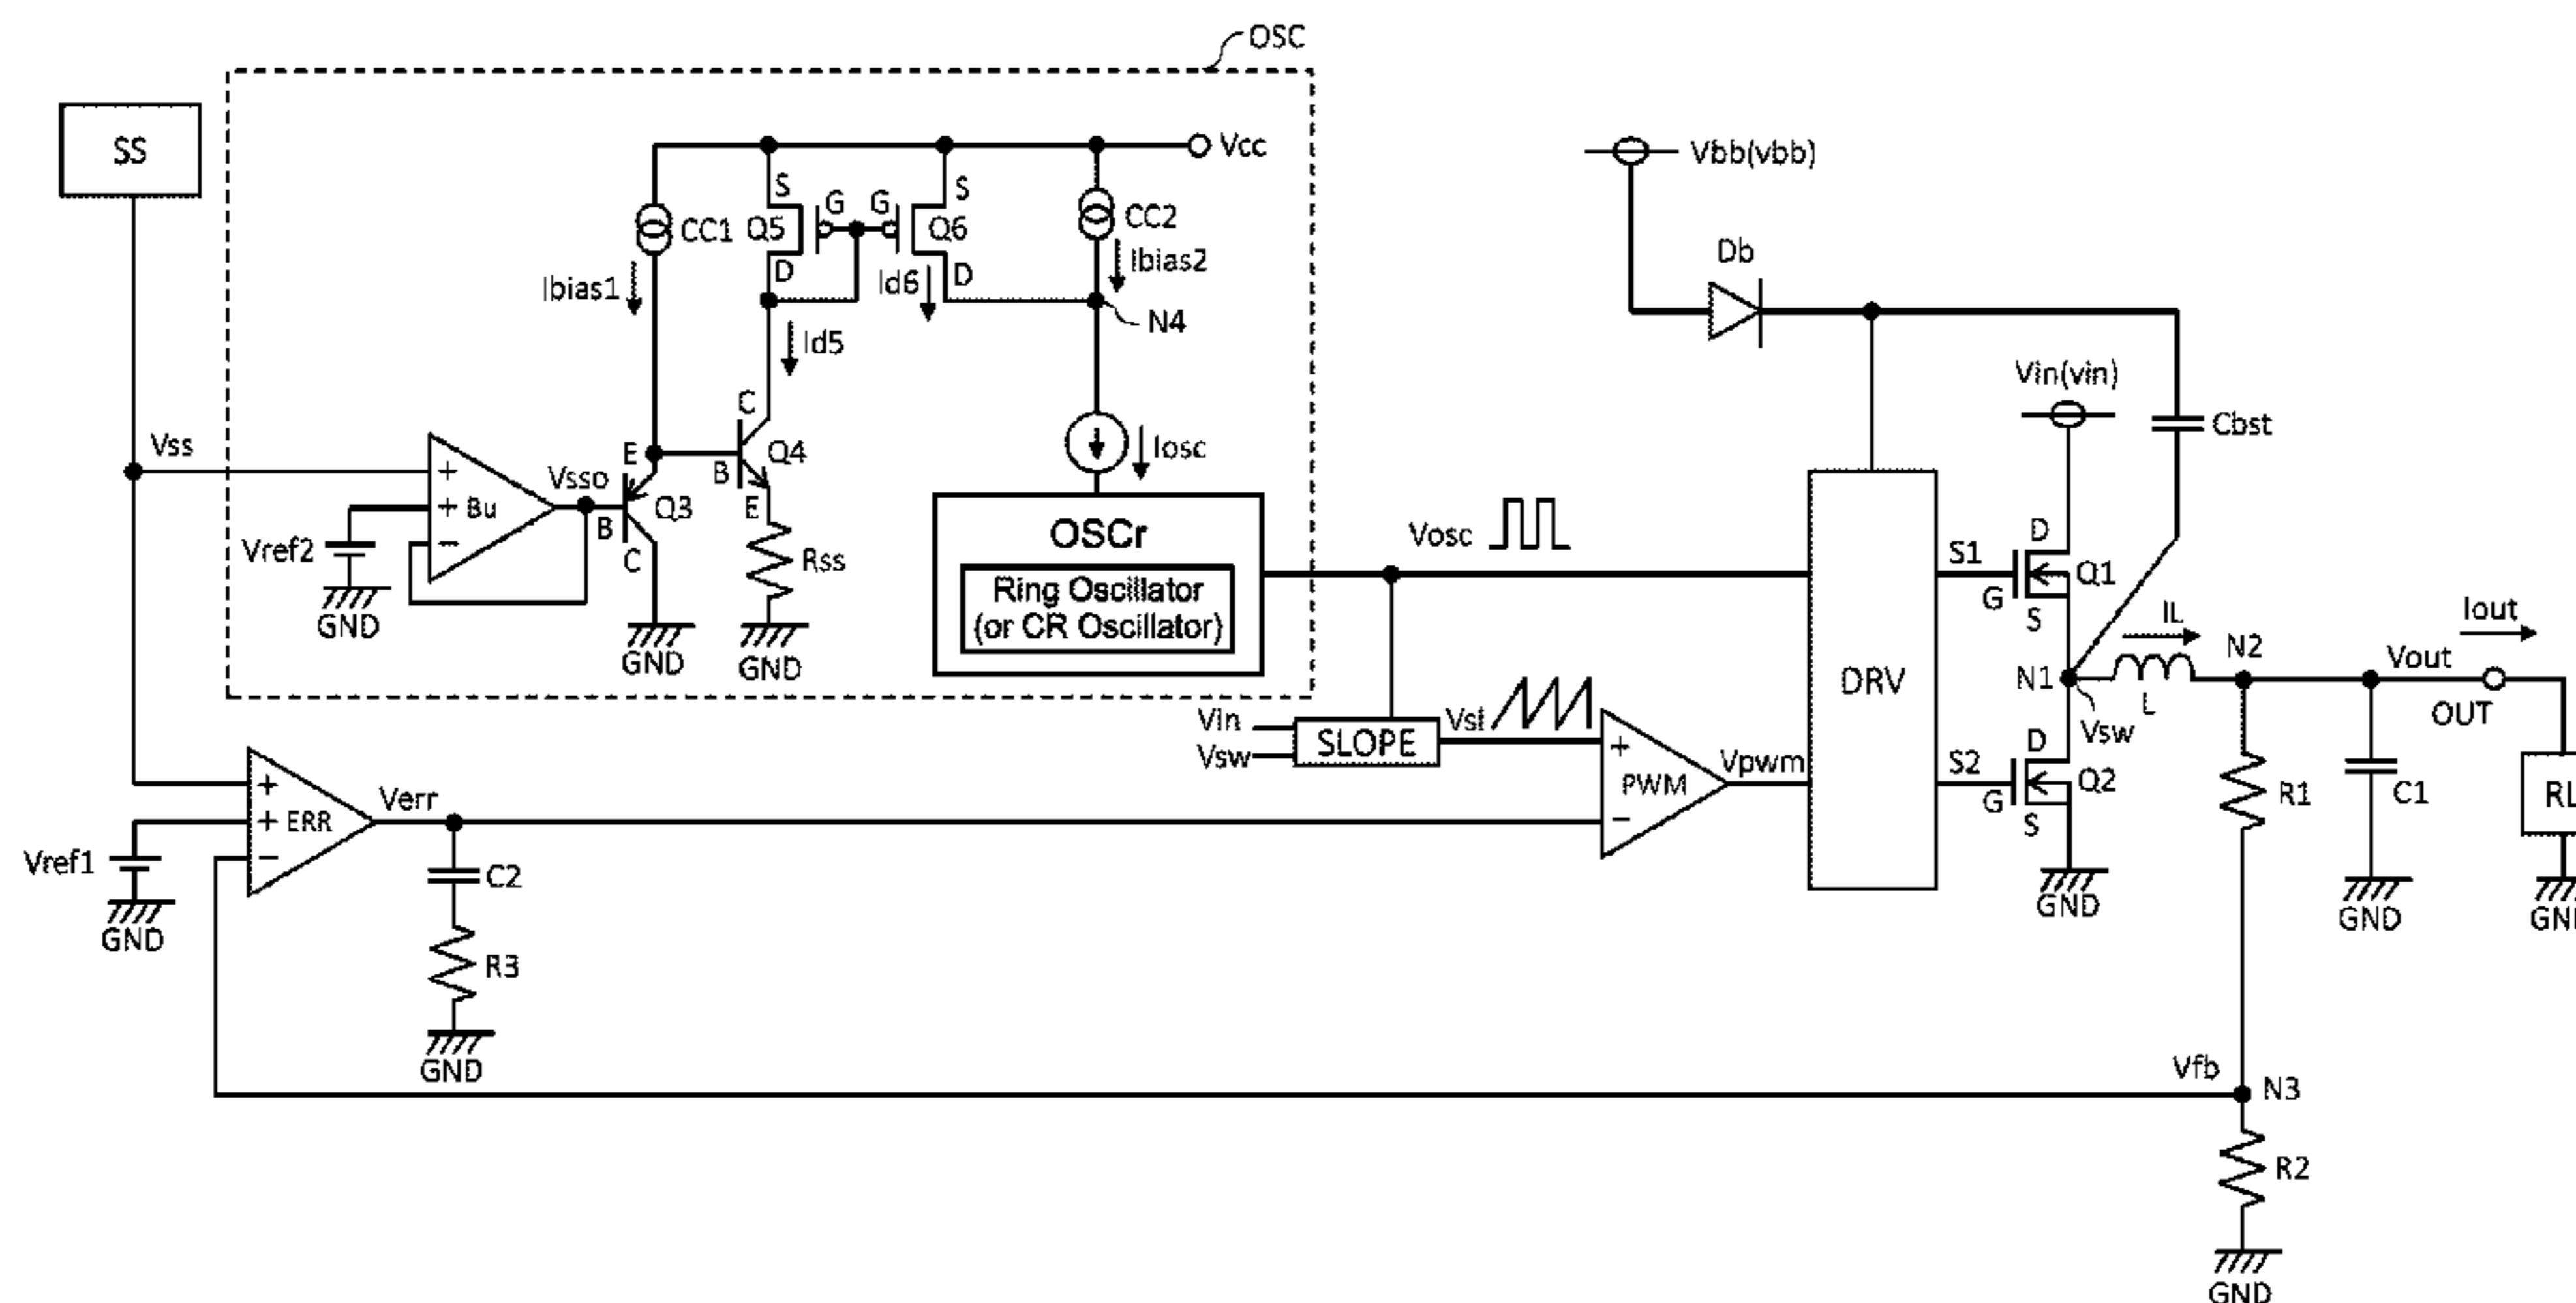 OSC
SS
Vcc
Vbb(vbb)
S
G
G
S
CC1
Q5
Q6
CC2
D
D
Ibias1
Id6
Ibias2
N4
Id5
Db
Vin(vin)
Cbst
Vss
C
E
Q4
B
Iosc
+
Vsso
+
Bu
B
Q3
E
Vref2
−
C
Rss
GND
GND
GND
OSCr
Ring Oscillator
(or CR Oscillator)
Vosc
S1
D
G
Q1
S
IL
N2
Iout
DRV
N1
L
Vout
OUT
Vsw
Vin
Vsw
SLOPE
Vsl
+
PWM
−
Vpwm
S2
D
G
Q2
S
GND
R1
C1
GND
+
+
ERR
−
Verr
Vref1
GND
C2
R3
GND
Vfb
N3
R2
GND